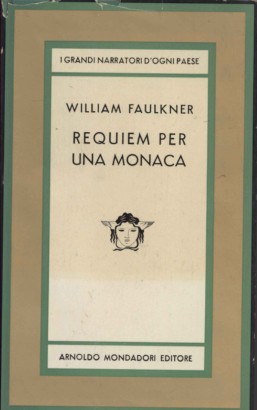 I GRANDI NARRATORI D'OGNI PAESE
WILLIAM FAULKNER
REQUIEM PER
UNA MONACA
ARNOLDO MONDADORI EDITORE